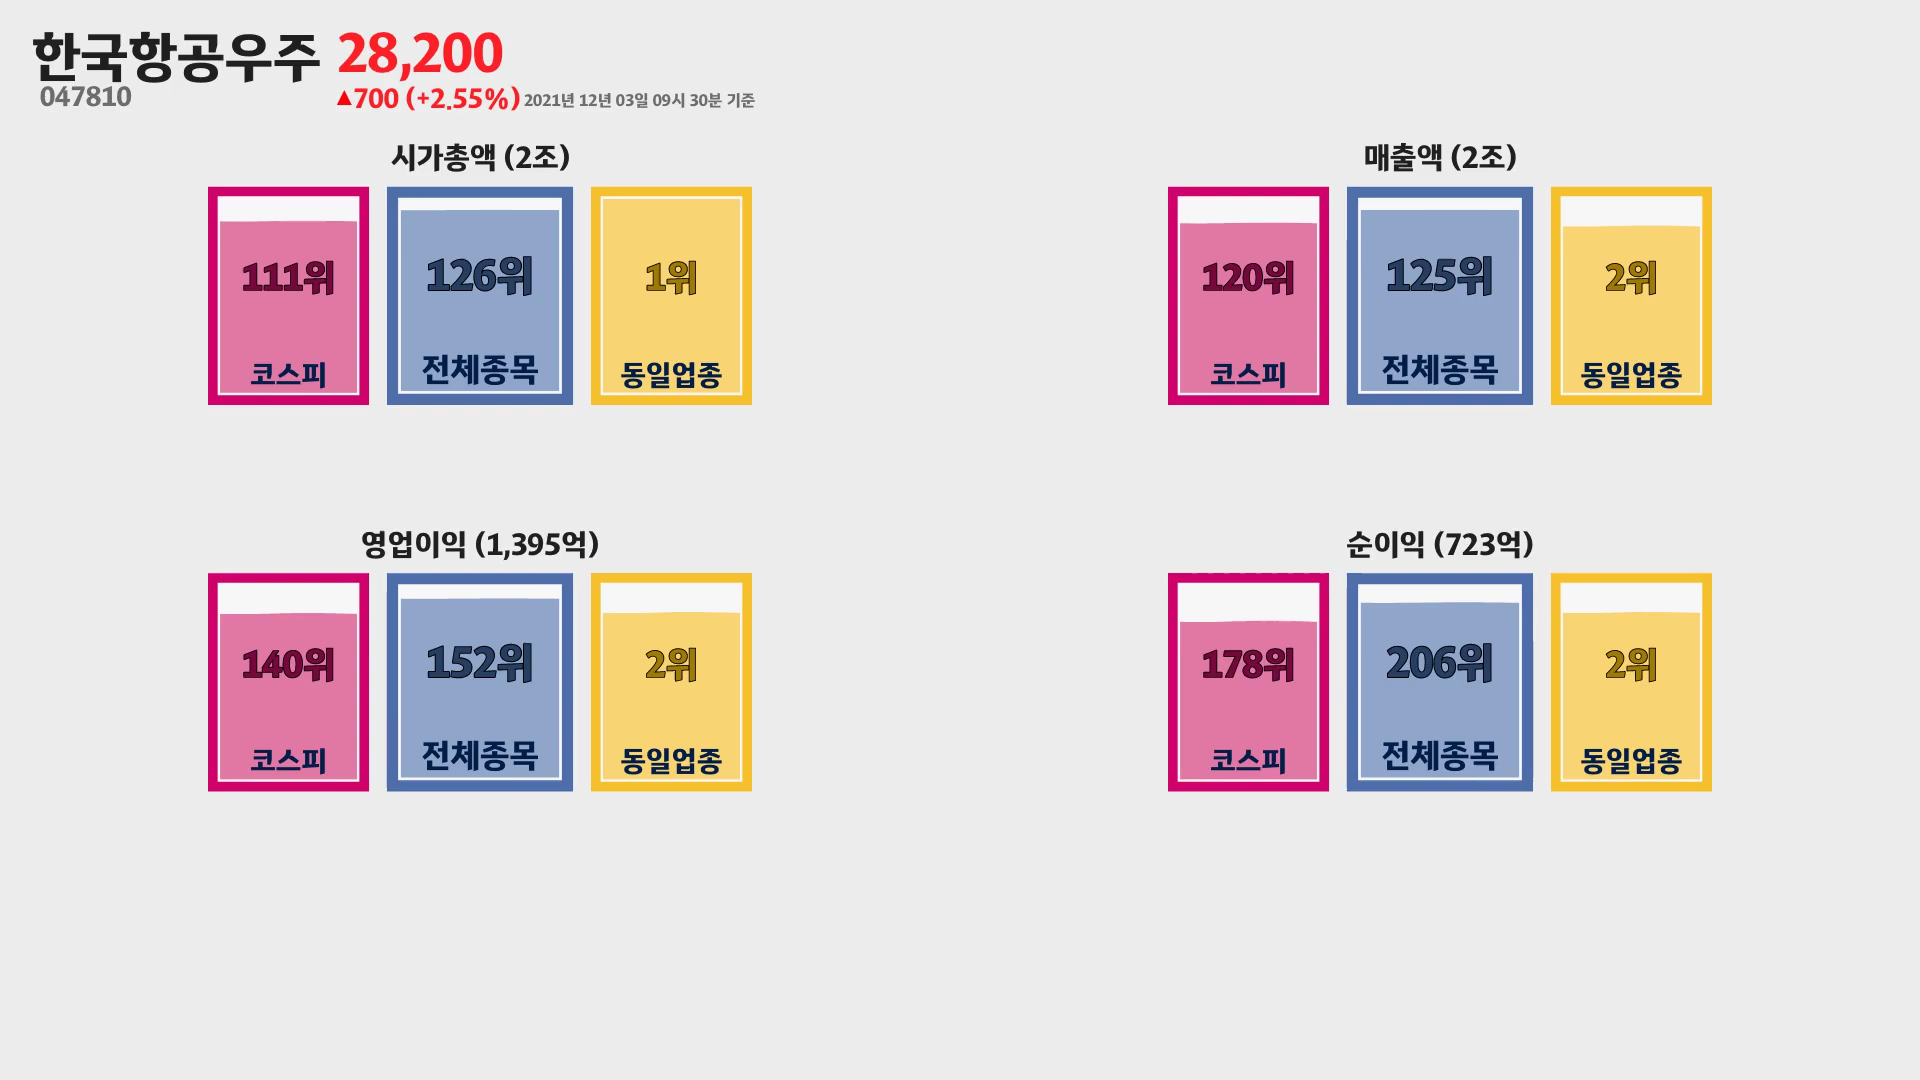 한국항공우주 28,200
047810 ▲700 (+2.55%) 2021년 12년 03일 09시 30분 기준
시가총액 (2조)
111위 126위 1위
코스피 전체종목 동일업종
매출액 (2조)
120위 125위 2위
코스피 전체종목 동일업종
영업이익 (1,395억)
140위 152위 2위
코스피 전체종목 동일업종
순이익 (723억)
178위 206위 2위
코스피 전체종목 동일업종